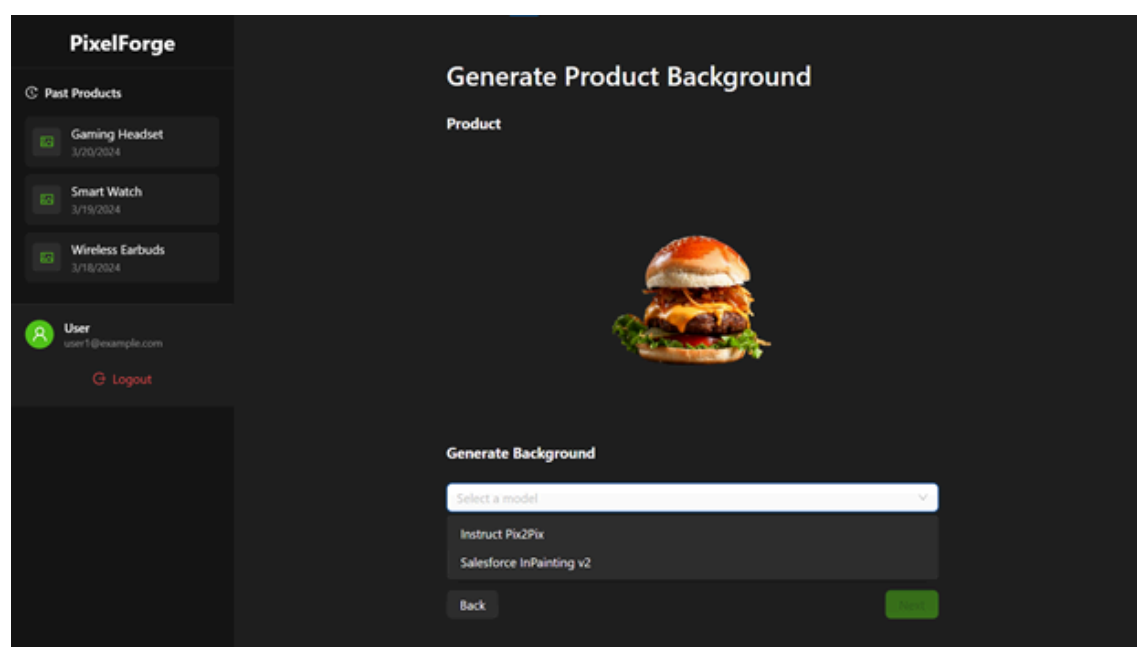 PixelForge
Past Products
Gaming Headset
3/20/2024
Smart Watch
3/19/2024
Wireless Earbuds
3/18/2024
User
user1@example.com
Logout
Generate Product Background
Product
Generate Background
Select a model
Instruct Pix2Pix
Salesforce InPainting v2
Back
Next